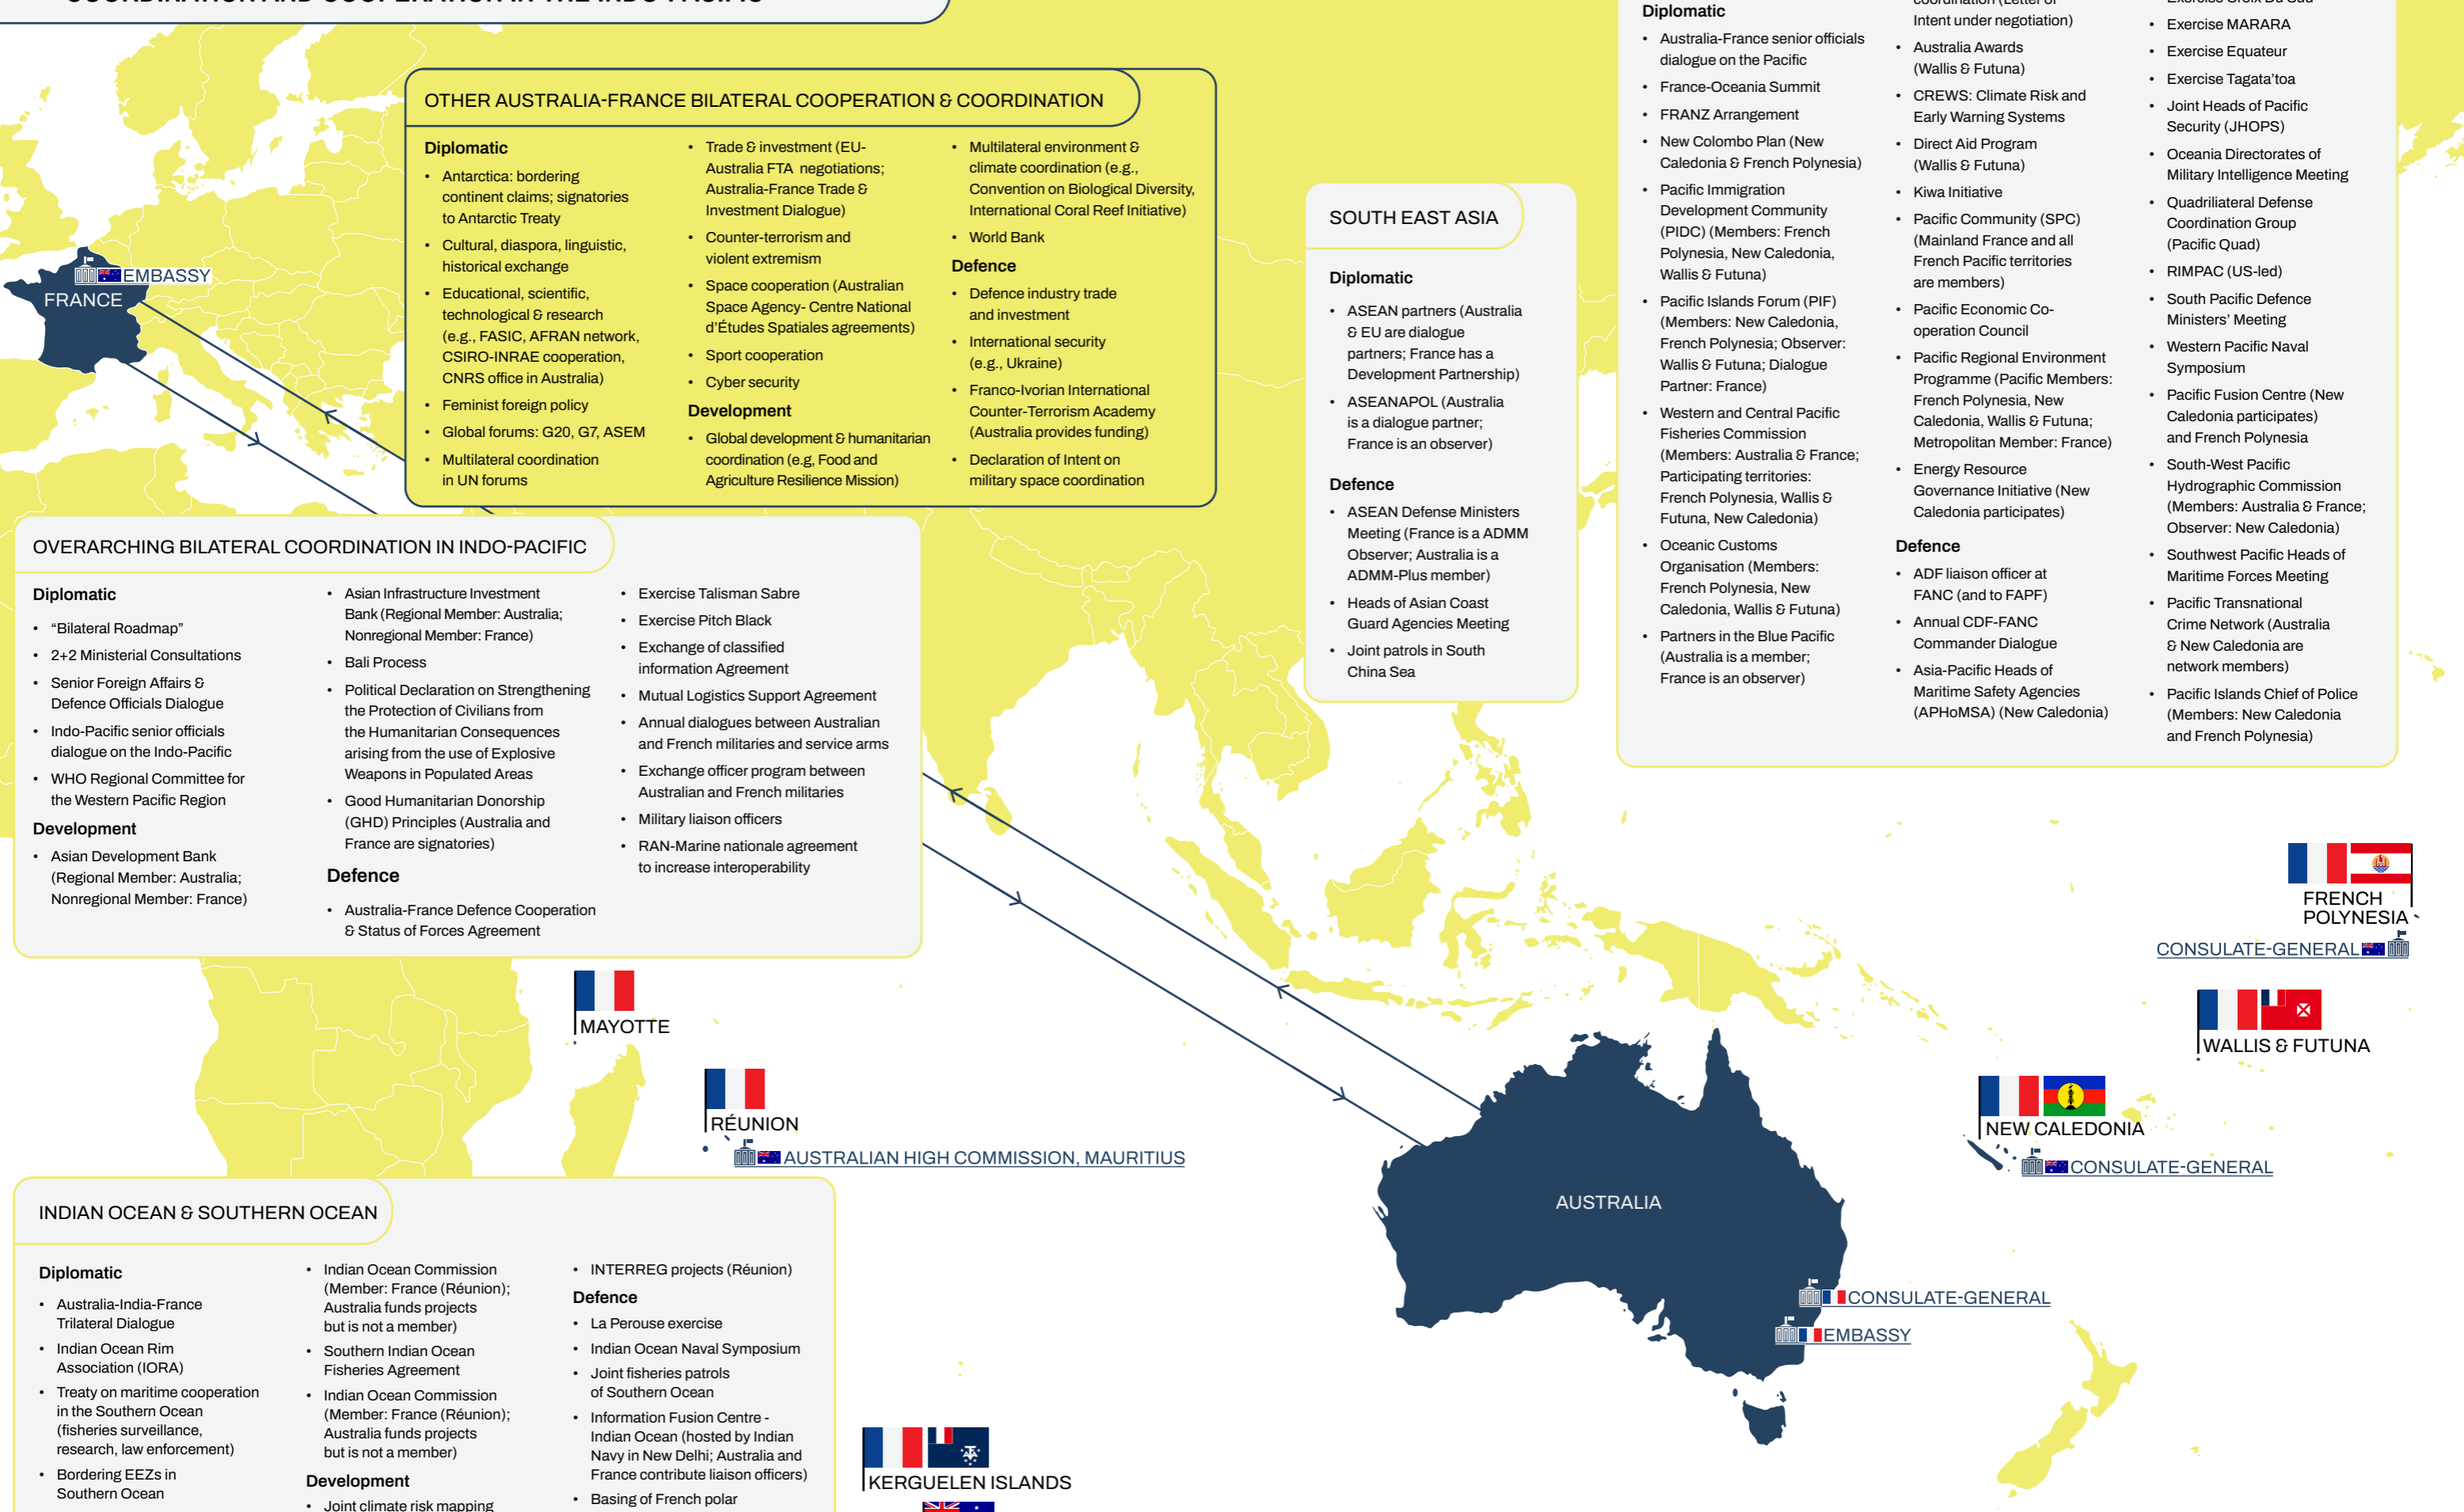 COORDINATION AND COOPERATION IN THE INDO-PACIFIC
OTHER AUSTRALIA-FRANCE BILATERAL COOPERATION & COORDINATION
Diplomatic
• Antarctica: bordering
continent claims; signatories
to Antarctic Treaty
• Cultural, diaspora, linguistic,
historical exchange
• Educational, scientific,
technological & research
(e.g., FASIC, AFRAN network,
CSIRO-INRAE cooperation,
CNRS office in Australia)
• Feminist foreign policy
• Global forums: G20, G7, ASEM
• Multilateral coordination
in UN forums
• Trade & investment (EU-
Australia FTA negotiations;
Australia-France Trade &
Investment Dialogue)
• Counter-terrorism and
violent extremism
• Space cooperation (Australian
Space Agency- Centre National
d'Études Spatiales agreements)
• Sport cooperation
• Cyber security
Development
• Global development & humanitarian
coordination (e.g, Food and
Agriculture Resilience Mission)
• Multilateral environment &
climate coordination (e.g.,
Convention on Biological Diversity,
International Coral Reef Initiative)
• World Bank
Defence
• Defence industry trade
and investment
• International security
(e.g., Ukraine)
• Franco-Ivorian International
Counter-Terrorism Academy
(Australia provides funding)
• Declaration of Intent on
military space coordination
SOUTH EAST ASIA
Diplomatic
• ASEAN partners (Australia
& EU are dialogue
partners; France has a
Development Partnership)
• ASEANAPOL (Australia
is a dialogue partner;
France is an observer)
Defence
• ASEAN Defense Ministers
Meeting (France is a ADMM
Observer; Australia is a
ADMM-Plus member)
• Heads of Asian Coast
Guard Agencies Meeting
• Joint patrols in South
China Sea
Diplomatic
• Australia-France senior officials
dialogue on the Pacific
• France-Oceania Summit
• FRANZ Arrangement
• New Colombo Plan (New
Caledonia & French Polynesia)
• Pacific Immigration
Development Community
(PIDC) (Members: French
Polynesia, New Caledonia,
Wallis & Futuna)
• Pacific Islands Forum (PIF)
(Members: New Caledonia,
French Polynesia; Observer:
Wallis & Futuna; Dialogue
Partner: France)
• Western and Central Pacific
Fisheries Commission
(Members: Australia & France;
Participating territories:
French Polynesia, Wallis &
Futuna, New Caledonia)
• Oceanic Customs
Organisation (Members:
French Polynesia, New
Caledonia, Wallis & Futuna)
• Partners in the Blue Pacific
(Australia is a member;
France is an observer)
coordination (Letter of
Intent under negotiation)
• Australia Awards
(Wallis & Futuna)
• CREWS: Climate Risk and
Early Warning Systems
• Direct Aid Program
(Wallis & Futuna)
• Kiwa Initiative
• Pacific Community (SPC)
(Mainland France and all
French Pacific territories
are members)
• Pacific Economic Co-
operation Council
• Pacific Regional Environment
Programme (Pacific Members:
French Polynesia, New
Caledonia, Wallis & Futuna;
Metropolitan Member: France)
• Energy Resource
Governance Initiative (New
Caledonia participates)
Defence
• ADF liaison officer at
FANC (and to FAPF)
• Annual CDF-FANC
Commander Dialogue
• Asia-Pacific Heads of
Maritime Safety Agencies
(APHoMSA) (New Caledonia)
Exercise Croix Du Sud
• Exercise MARARA
• Exercise Equateur
• Exercise Tagata'toa
• Joint Heads of Pacific
Security (JHOPS)
• Oceania Directorates of
Military Intelligence Meeting
• Quadriliateral Defense
Coordination Group
(Pacific Quad)
• RIMPAC (US-led)
• South Pacific Defence
Ministers' Meeting
• Western Pacific Naval
Symposium
• Pacific Fusion Centre (New
Caledonia participates)
and French Polynesia
• South-West Pacific
Hydrographic Commission
(Members: Australia & France;
Observer: New Caledonia)
• Southwest Pacific Heads of
Maritime Forces Meeting
• Pacific Transnational
Crime Network (Australia
& New Caledonia are
network members)
• Pacific Islands Chief of Police
(Members: New Caledonia
and French Polynesia)
EMBASSY
FRANCE
OVERARCHING BILATERAL COORDINATION IN INDO-PACIFIC
Diplomatic
• "Bilateral Roadmap"
• 2+2 Ministerial Consultations
• Senior Foreign Affairs &
Defence Officials Dialogue
• Indo-Pacific senior officials
dialogue on the Indo-Pacific
• WHO Regional Committee for
the Western Pacific Region
Development
• Asian Development Bank
(Regional Member: Australia;
Nonregional Member: France)
• Asian Infrastructure Investment
Bank (Regional Member: Australia;
Nonregional Member: France)
• Bali Process
• Political Declaration on Strengthening
the Protection of Civilians from
the Humanitarian Consequences
arising from the use of Explosive
Weapons in Populated Areas
• Good Humanitarian Donorship
(GHD) Principles (Australia and
France are signatories)
Defence
• Australia-France Defence Cooperation
& Status of Forces Agreement
• Exercise Talisman Sabre
• Exercise Pitch Black
• Exchange of classified
information Agreement
• Mutual Logistics Support Agreement
• Annual dialogues between Australian
and French militaries and service arms
• Exchange officer program between
Australian and French militaries
• Military liaison officers
• RAN-Marine nationale agreement
to increase interoperability
FRENCH
POLYNESIA
CONSULATE-GENERAL
WALLIS & FUTUNA
NEW CALEDONIA
CONSULATE-GENERAL
MAYOTTE
RÉUNION
AUSTRALIAN HIGH COMMISSION, MAURITIUS
AUSTRALIA
CONSULATE-GENERAL
EMBASSY
INDIAN OCEAN & SOUTHERN OCEAN
Diplomatic
• Australia-India-France
Trilateral Dialogue
• Indian Ocean Rim
Association (IORA)
• Treaty on maritime cooperation
in the Southern Ocean
(fisheries surveillance,
research, law enforcement)
• Bordering EEZs in
Southern Ocean
• Indian Ocean Commission
(Member: France (Réunion);
Australia funds projects
but is not a member)
• Southern Indian Ocean
Fisheries Agreement
• Indian Ocean Commission
(Member: France (Réunion);
Australia funds projects
but is not a member)
Development
• Joint climate risk mapping
• INTERREG projects (Réunion)
Defence
• La Perouse exercise
• Indian Ocean Naval Symposium
• Joint fisheries patrols
of Southern Ocean
• Information Fusion Centre -
Indian Ocean (hosted by Indian
Navy in New Delhi; Australia and
France contribute liaison officers)
• Basing of French polar
KERGUELEN ISLANDS